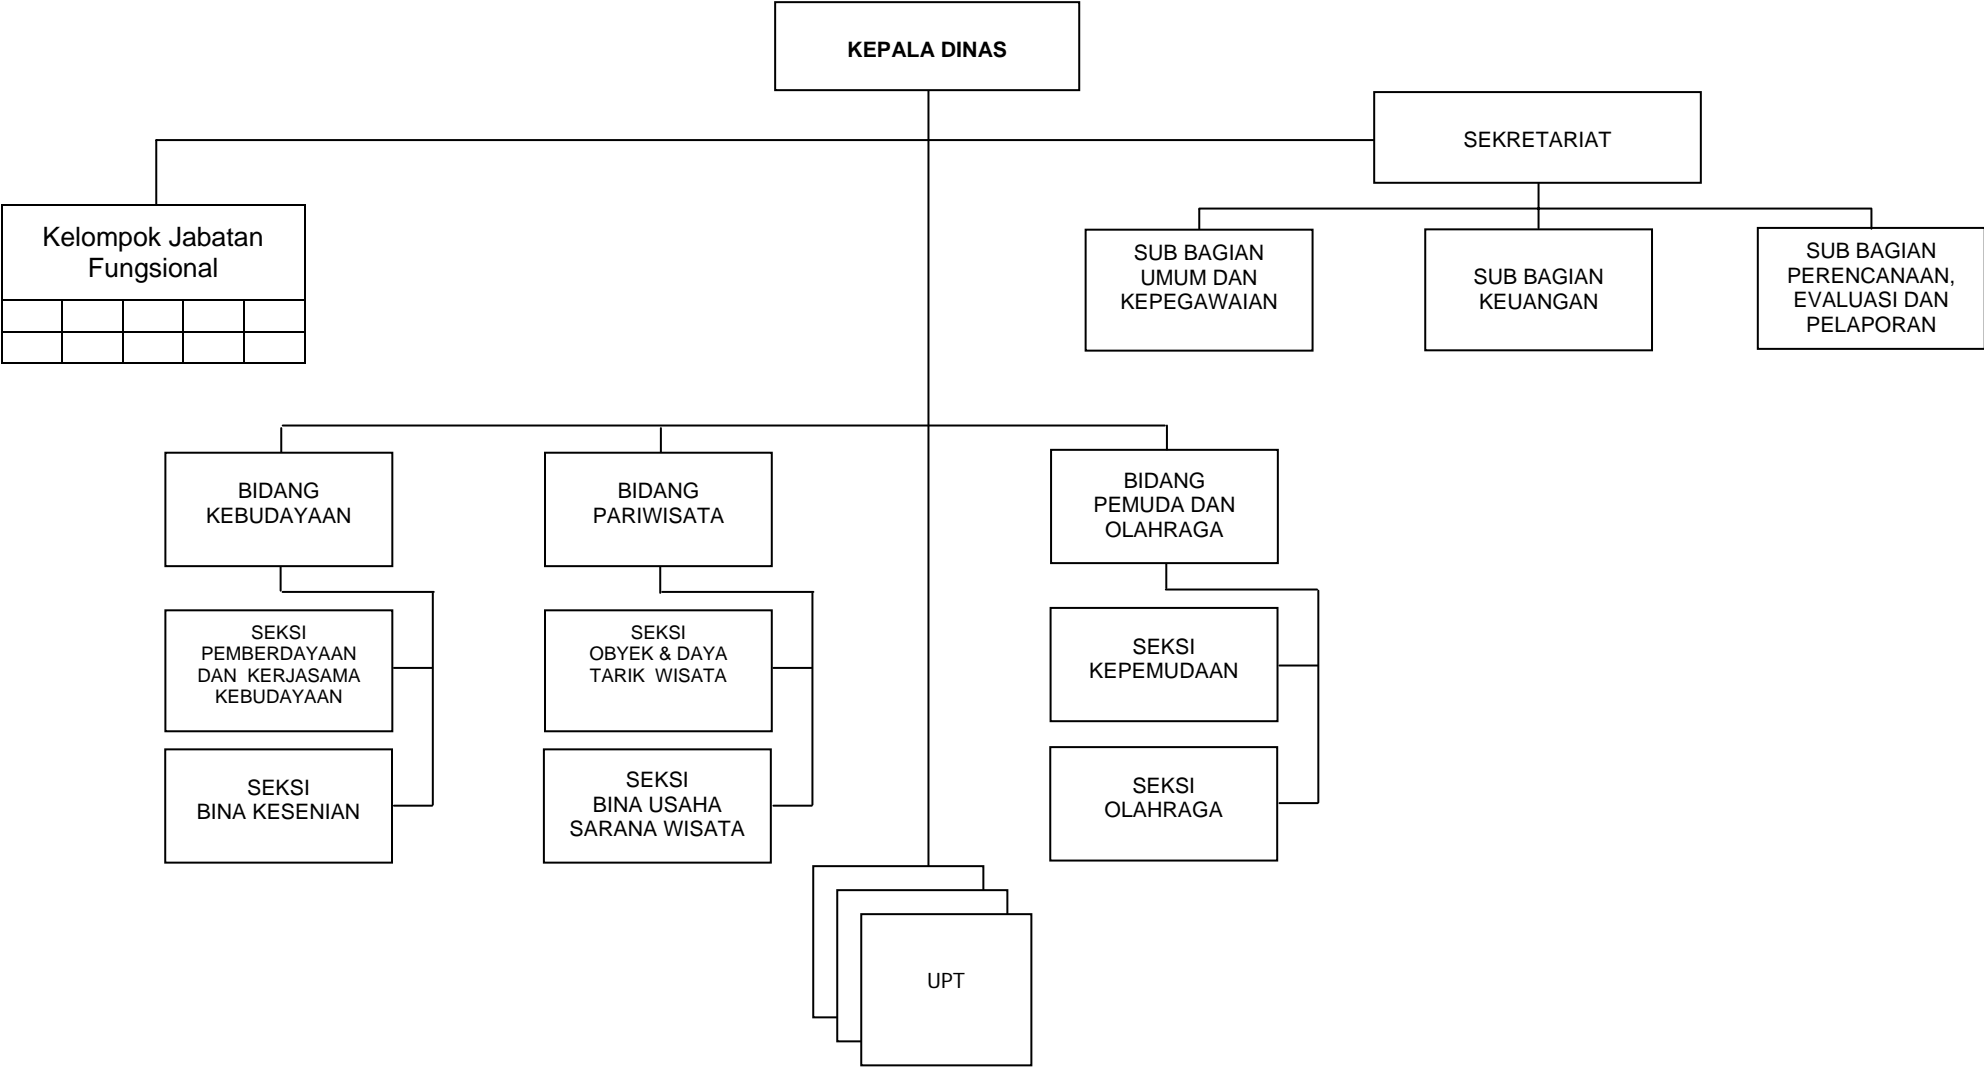 KEPALA DINAS
SEKRETARIAT
Kelompok Jabatan
Fungsional
SUB BAGIAN
UMUM DAN
KEPEGAWAIAN
SUB BAGIAN
KEUANGAN
SUB BAGIAN
PERENCANAAN,
EVALUASI DAN
PELAPORAN
BIDANG
KEBUDAYAAN
BIDANG
PARIWISATA
BIDANG
PEMUDA DAN
OLAHRAGA
SEKSI
PEMBERDAYAAN
DAN KERJASAMA
KEBUDAYAAN
SEKSI
OBYEK & DAYA
TARIK WISATA
SEKSI
KEPEMUDAAN
SEKSI
BINA KESENIAN
SEKSI
BINA USAHA
SARANA WISATA
SEKSI
OLAHRAGA
UPT